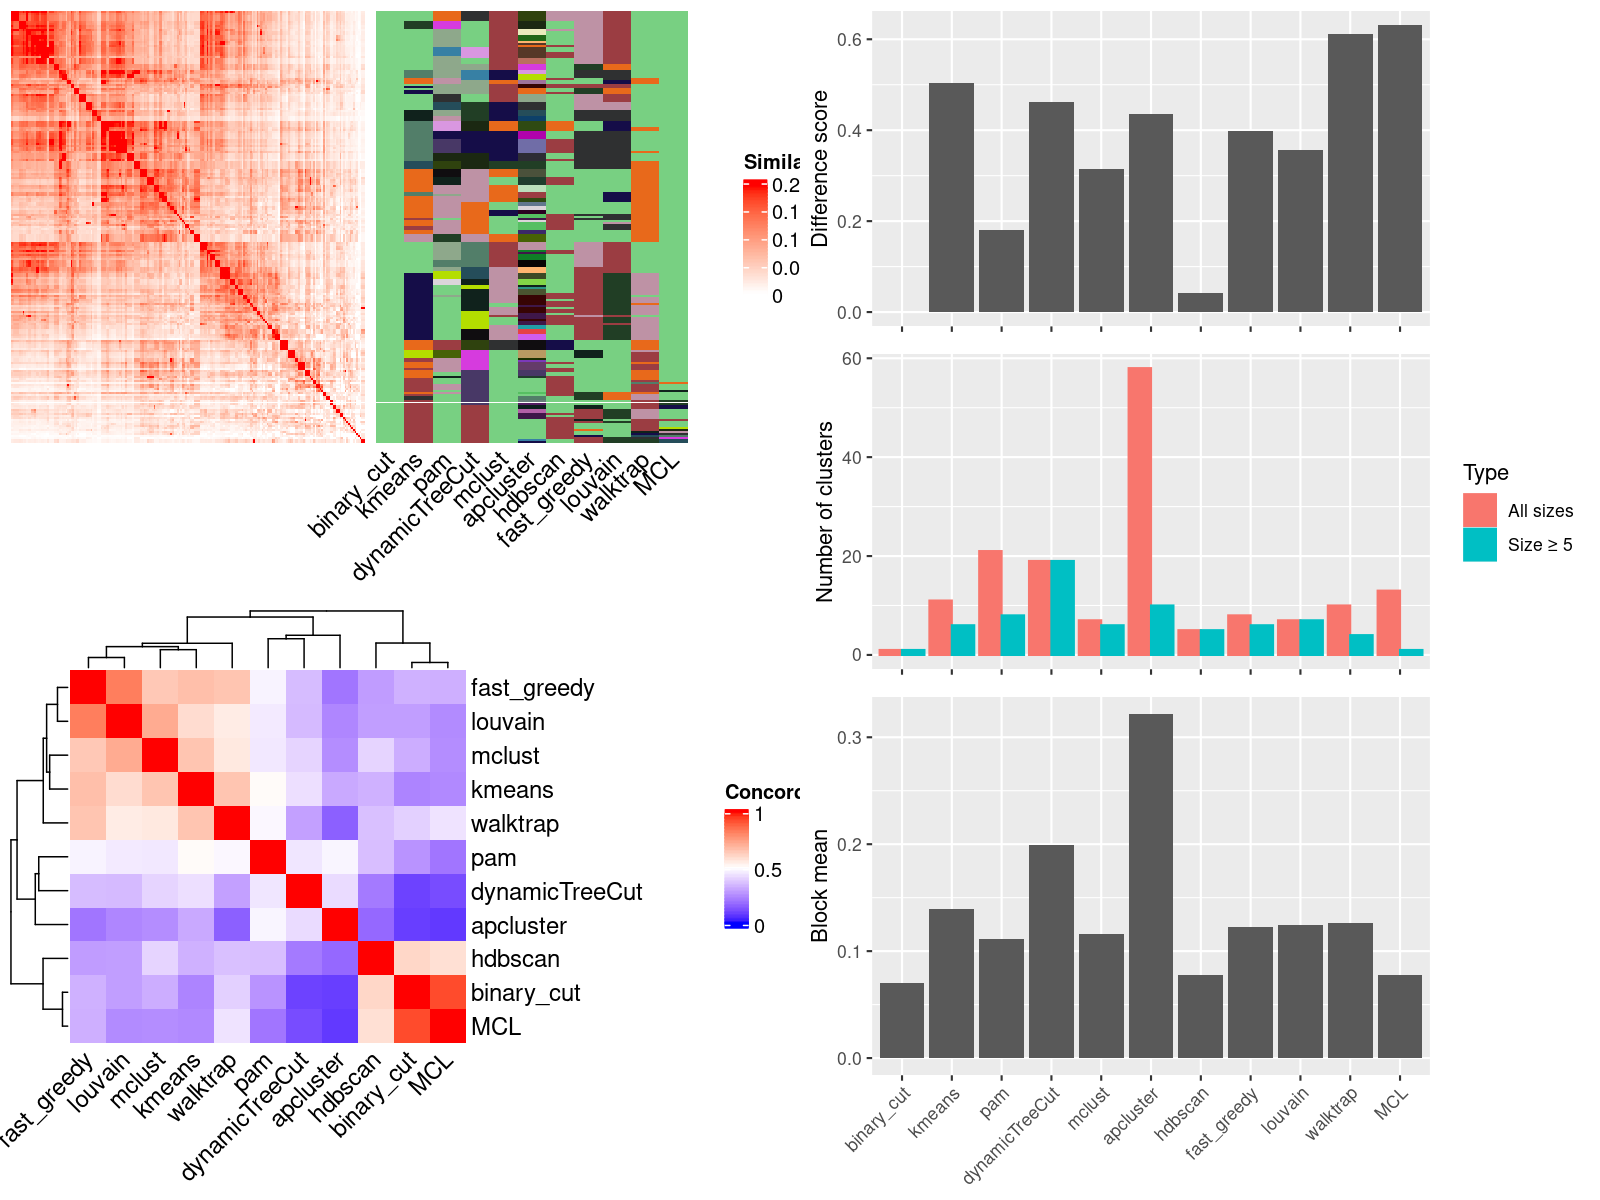 Simila
0.2
0.1
0.1
0.0
0
binary_cut
kmeans
pam
dynamicTreeCut
mclust
apcluster
hdbscan
fast_greedy
louvain
walktrap
MCL
fast_greedy
louvain
mclust
kmeans
walktrap
pam
dynamicTreeCut
apcluster
hdbscan
binary_cut
MCL
fast_greedy
louvain
mclust
kmeans
walktrap
pam
dynamicTreeCut
apcluster
hdbscan
binary_cut
MCL
Concord
1
0.5
0
Difference score
0.6
0.4
0.2
0.0
Number of clusters
60
40
20
0
Type
All sizes
Size ≥ 5
Block mean
0.3
0.2
0.1
0.0
binary_cut
kmeans
pam
dynamicTreeCut
mclust
apcluster
hdbscan
fast_greedy
louvain
walktrap
MCL